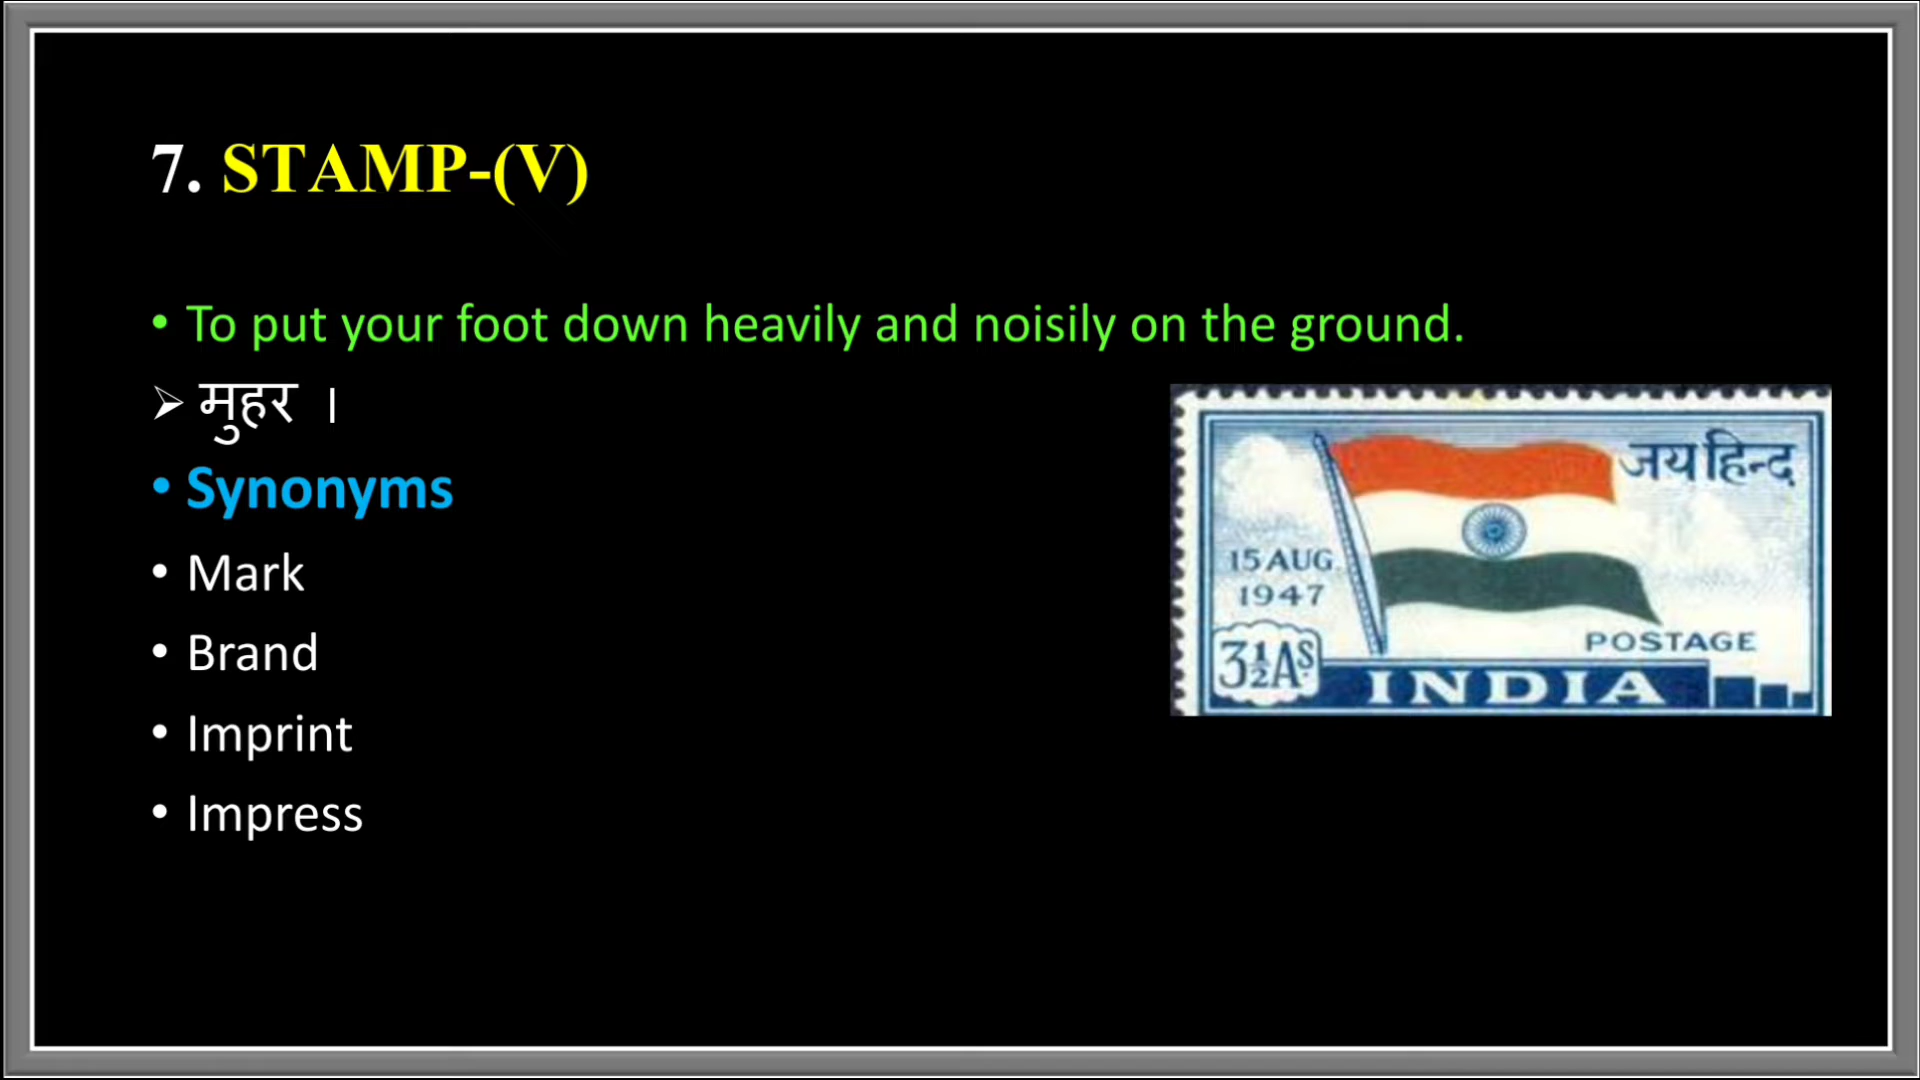 7. STAMP-(V)
• To put your foot down heavily and noisily on the ground.
➢ मुहर ।
• Synonyms
• Mark
• Brand
• Imprint
• Impress
जय हिन्द
15 AUG.
1947
POSTAGE
3½As.
INDIA